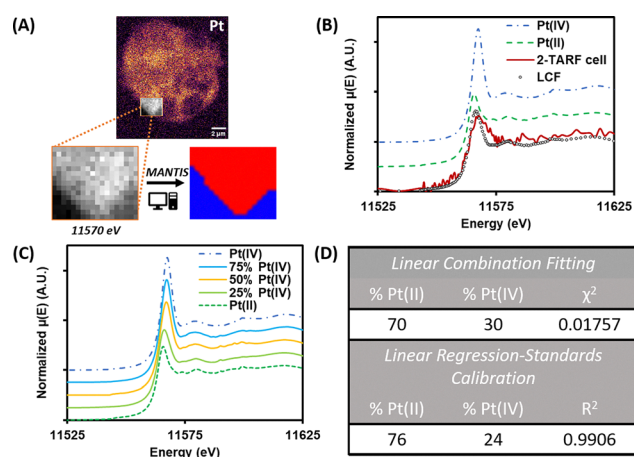 (A)
Pt
2 μm
MANTIS
11570 eV
(B)
Normalized μ(E) (A.U.)
Pt(IV)
Pt(II)
2-TARF cell
LCF
11525
11575
11625
Energy (eV)
(C)
Normalized μ(E) (A.U.)
Pt(IV)
75% Pt(IV)
50% Pt(IV)
25% Pt(IV)
Pt(II)
11525
11575
11625
Energy (eV)
(D)
Linear Combination Fitting
% Pt(II) % Pt(IV) χ²
70 30 0.01757
Linear Regression-Standards
Calibration
% Pt(II) % Pt(IV) R²
76 24 0.9906